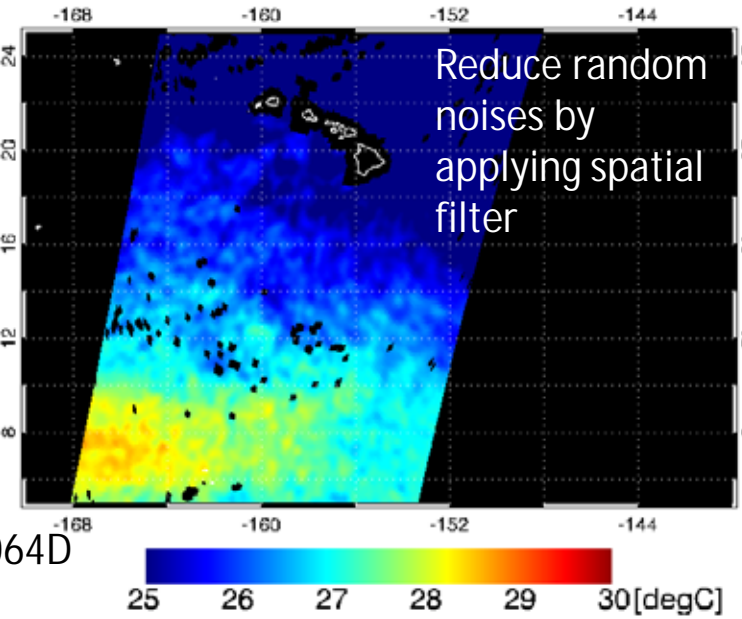 -168 -160 -152 -144
24
20
16
12
8
Reduce random
noises by
applying spatial
filter
-168 -160 -152 -144
064D
25 26 27 28 29 30[degC]